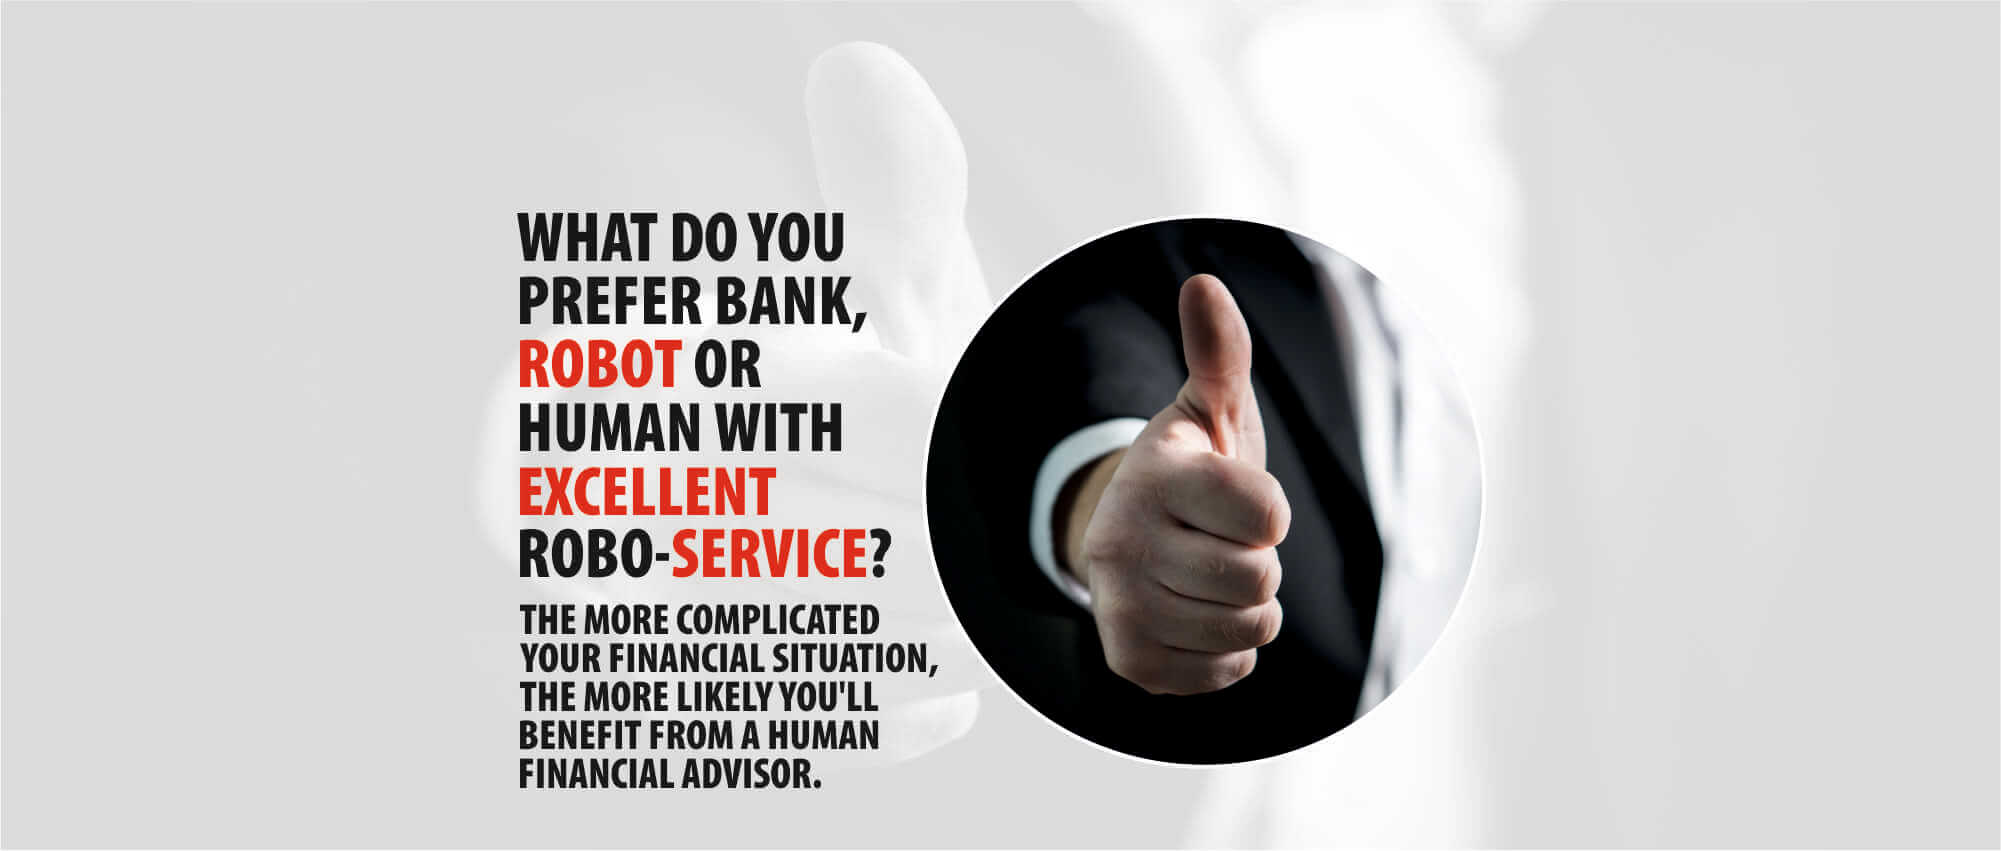 WHAT DO YOU
PREFER BANK,
ROBOT OR
HUMAN WITH
EXCELLENT
ROBO-SERVICE?
THE MORE COMPLICATED
YOUR FINANCIAL SITUATION,
THE MORE LIKELY YOU'LL
BENEFIT FROM A HUMAN
FINANCIAL ADVISOR.